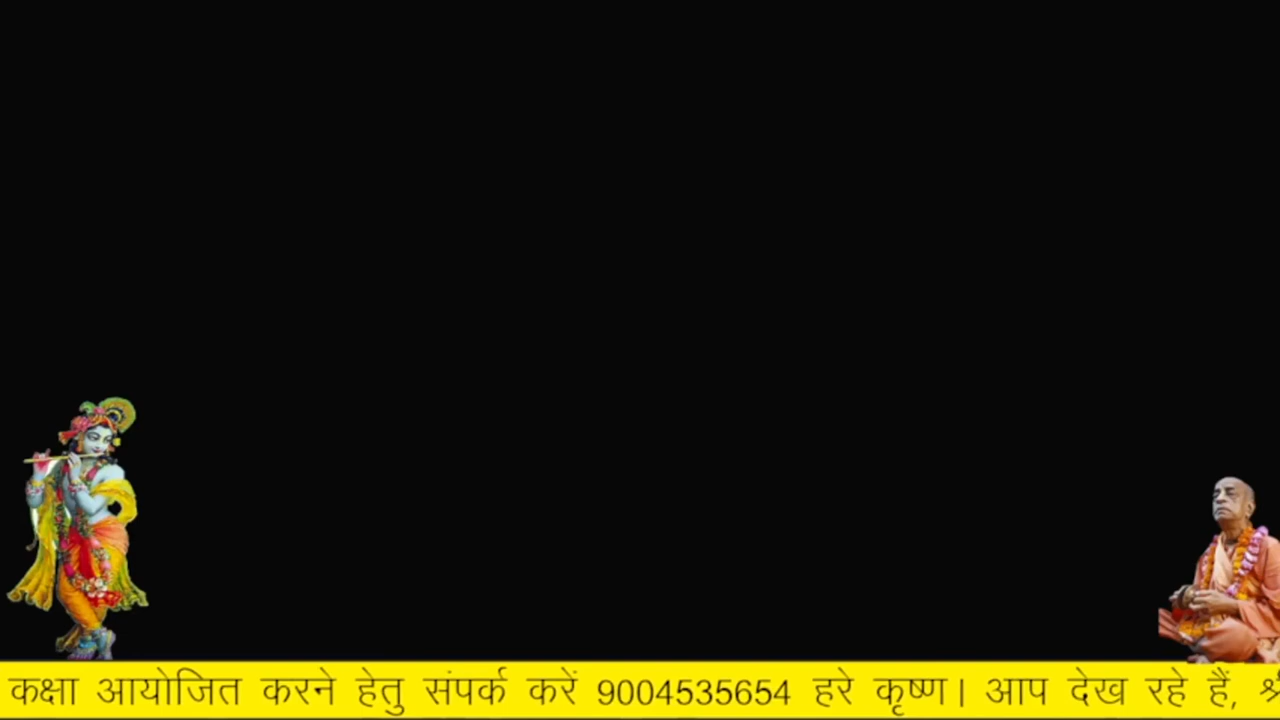 कक्षा आयोजित करने हेतु संपर्क करें 9004535654 हरे कृष्ण। आप देख रहे हैं,